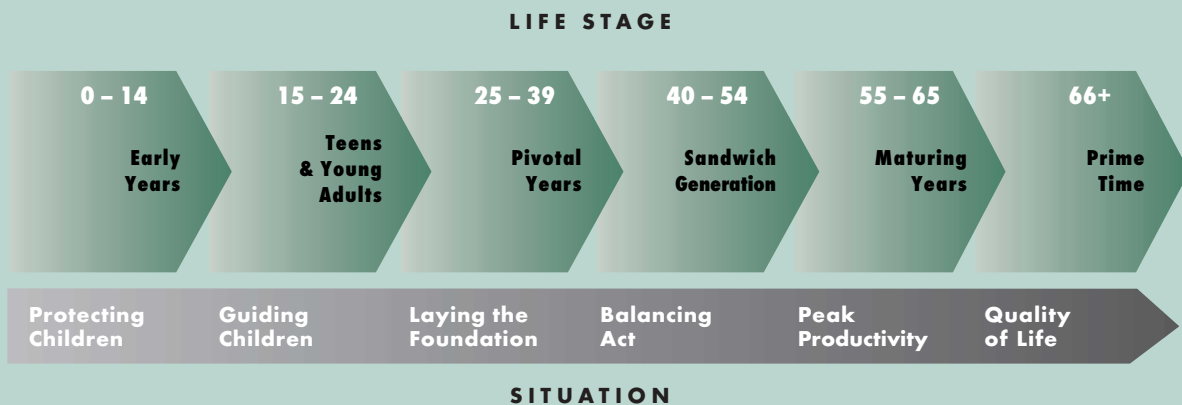 LIFE STAGE
0 – 14
Early
Years
15 – 24
Teens
& Young
Adults
25 – 39
Pivotal
Years
40 – 54
Sandwich
Generation
55 – 65
Maturing
Years
66+
Prime
Time
Protecting
Children
Guiding
Children
Laying the
Foundation
Balancing
Act
Peak
Productivity
Quality
of Life
SITUATION